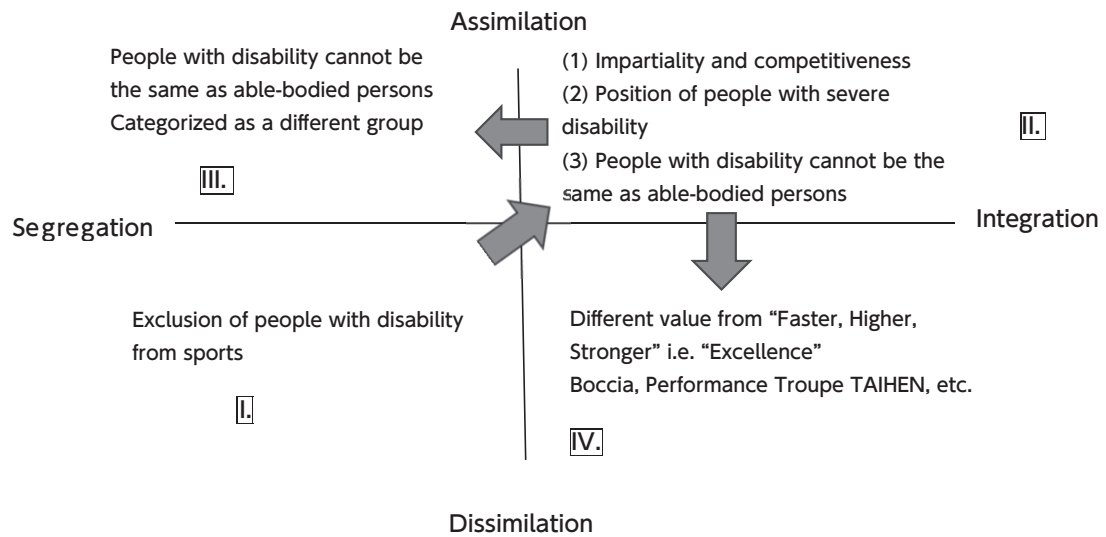 Assimilation
People with disability cannot be
the same as able-bodied persons
Categorized as a different group
III.
(1) Impartiality and competitiveness
(2) Position of people with severe
disability
(3) People with disability cannot be the
same as able-bodied persons
II.
Segregation
Integration
Exclusion of people with disability
from sports
I.
Different value from “Faster, Higher,
Stronger” i.e. “Excellence”
Boccia, Performance Troupe TAIHEN, etc.
IV.
Dissimilation